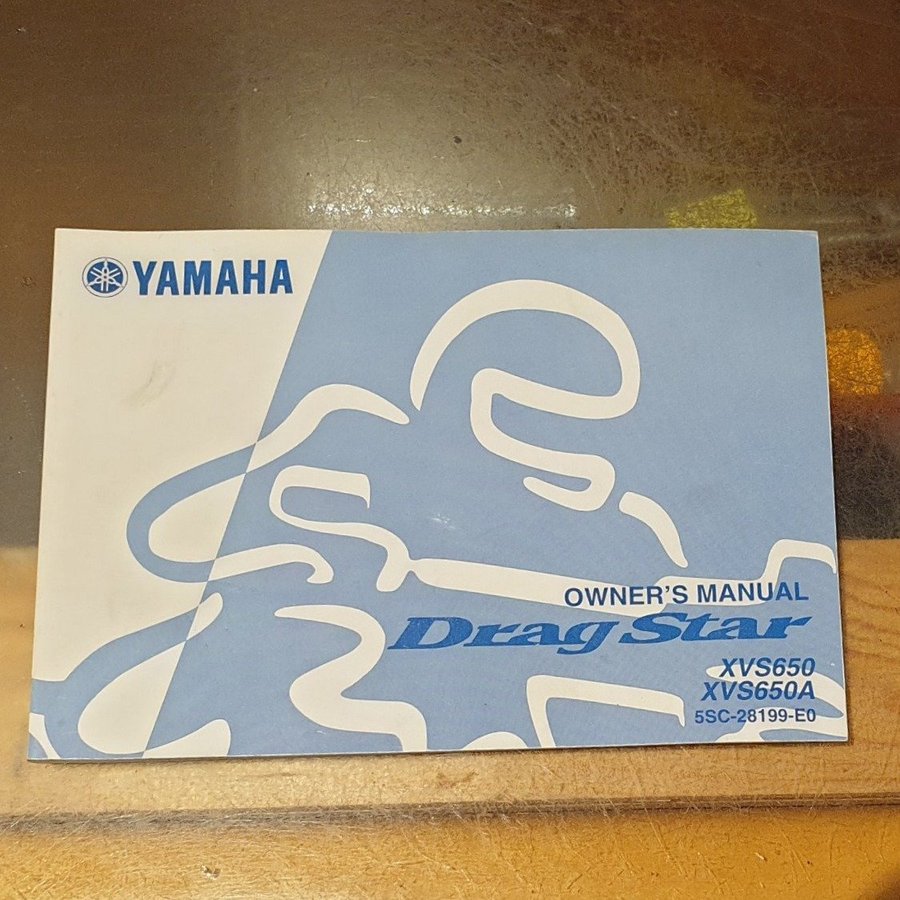 YAMAHA
OWNER'S MANUAL
Drag Star
XVS650
XVS650A
5SC-28199-E0